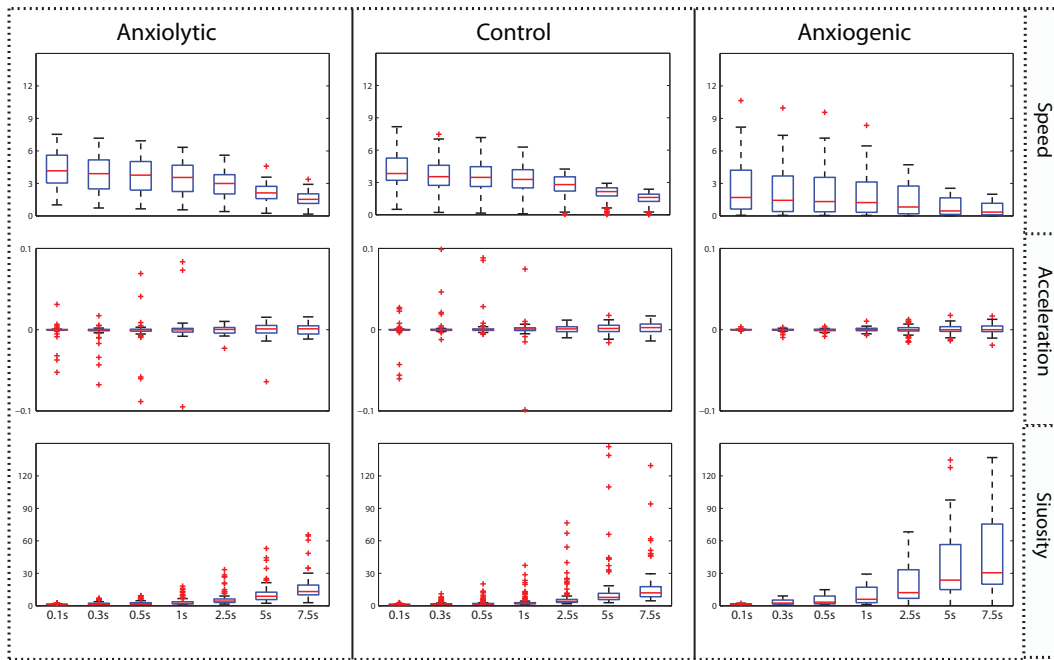 Anxiolytic Control Anxiogenic
12 12 12
9 9 9
6 6 6
3 3 3
0 0 0
Speed
0.1 0.1 0.1
0 0 0
−0.1 −0.1 −0.1
Acceleration
120 120 120
90 90 90
60 60 60
30 30 30
0 0 0
0.1s 0.3s 0.5s 1s 2.5s 5s 7.5s 0.1s 0.3s 0.5s 1s 2.5s 5s 7.5s 0.1s 0.3s 0.5s 1s 2.5s 5s 7.5s
Siuosity